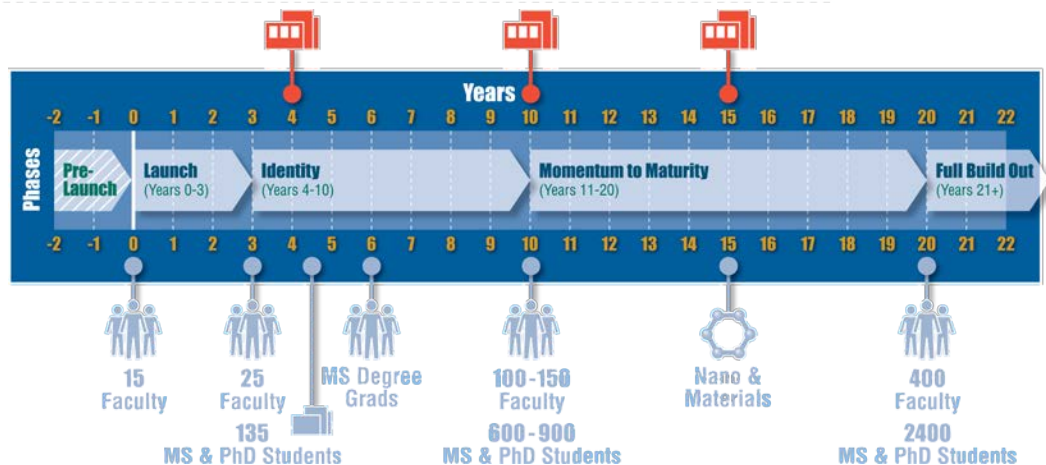 Years
-2 -1 0 1 2 3 4 5 6 7 8 9 10 11 12 13 14 15 16 17 18 19 20 21 22
Phases
Pre-
Launch
Launch
(Years 0-3)
Identity
(Years 4-10)
Momentum to Maturity
(Years 11-20)
Full Build Out
(Years 21+)
-2 -1 0 1 2 3 4 5 6 7 8 9 10 11 12 13 14 15 16 17 18 19 20 21 22
15
Faculty
25
Faculty
135
MS & PhD Students
MS Degree
Grads
100-150
Faculty
600-900
MS & PhD Students
Nano &
Materials
400
Faculty
2400
MS & PhD Students